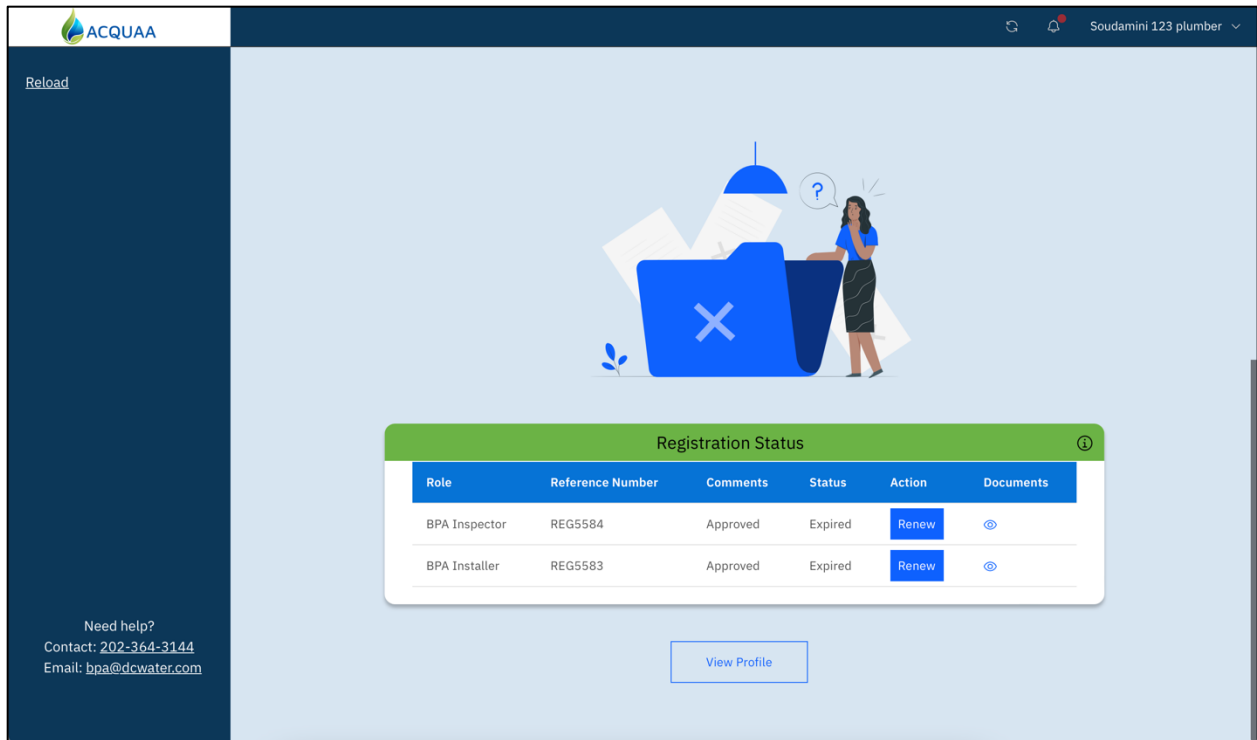 ACQUAA
Soudamini 123 plumber
Reload
?
Registration Status
Role Reference Number Comments Status Action Documents
BPA Inspector REG5584 Approved Expired Renew
BPA Installer REG5583 Approved Expired Renew
View Profile
Need help?
Contact: 202-364-3144
Email: bpa@dcwater.com